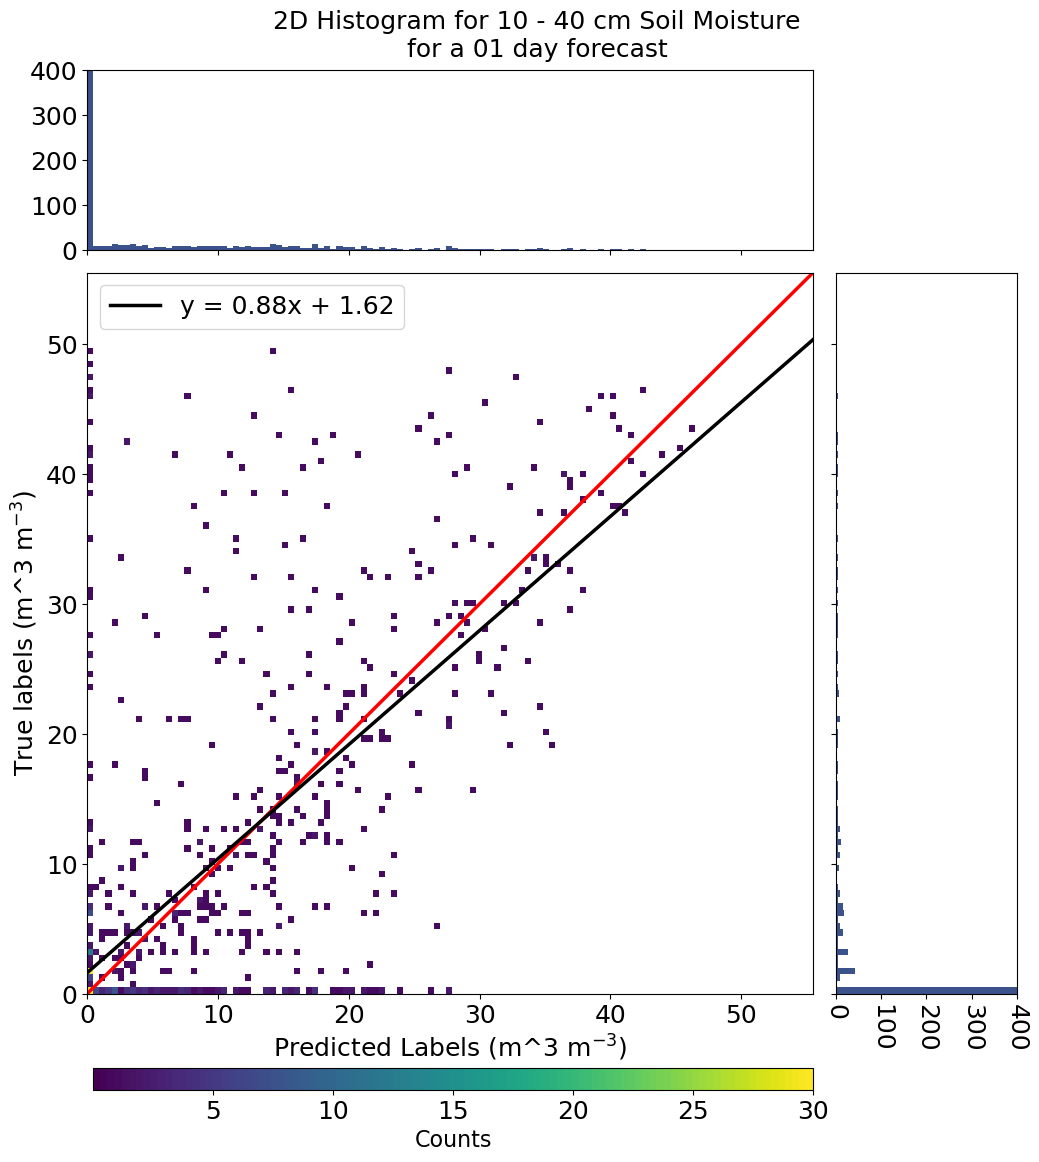 2D Histogram for 10 - 40 cm Soil Moisture
for a 01 day forecast
400
300
200
100
0
y = 0.88x + 1.62
50
40
30
20
10
0
True labels (m^3 m⁻³)
0 10 20 30 40 50
Predicted Labels (m^3 m⁻³)
0 100 200 300 400
5 10 15 20 25 30
Counts